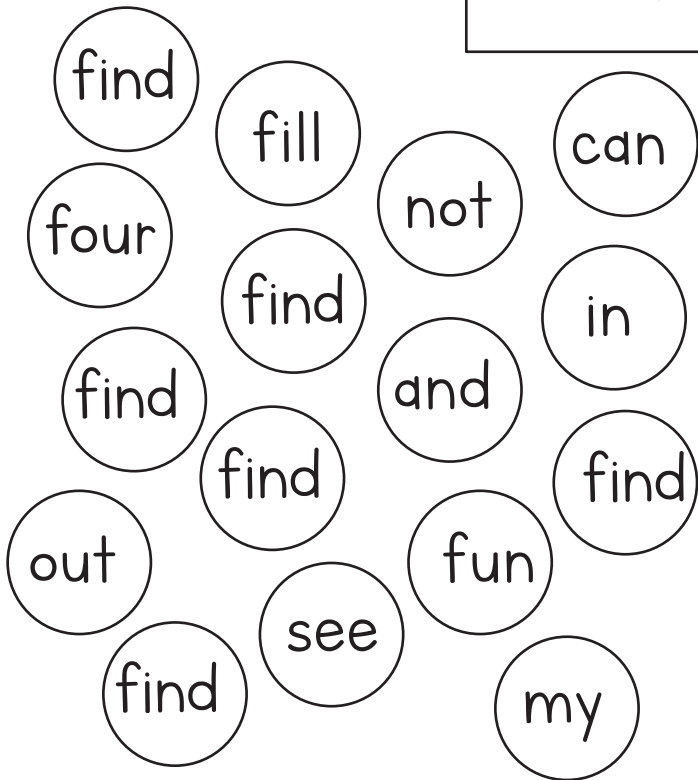 find
fill
can
not
four
find
in
find
and
find
find
out
fun
see
find
my